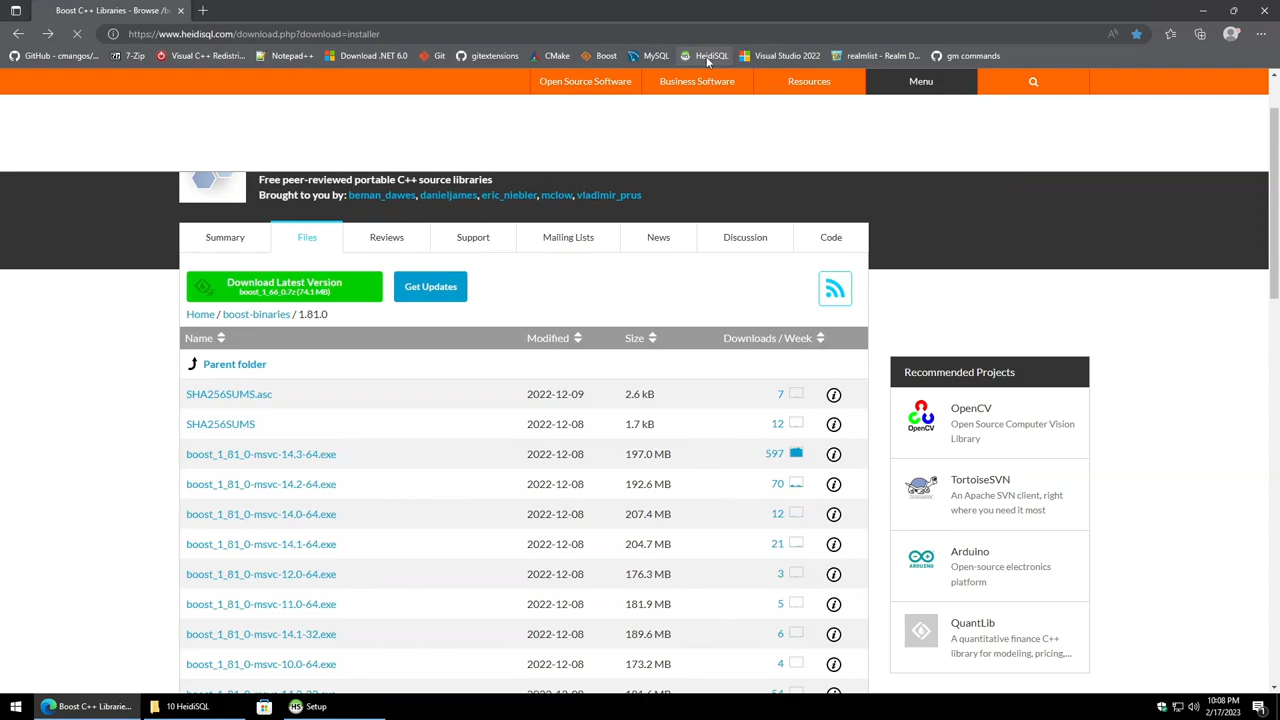 Boost C++ Libraries - Browse /b
https://www.heidisql.com/download.php?download=installer
GitHub - cmangos/... 7-Zip Visual C++ Redistri... Notepad++ Download .NET 6.0 Git gitextensions CMake Boost MySQL HeidiSQL Visual Studio 2022 realmlist - Realm D... gm commands
Open Source Software Business Software Resources Menu
Free peer-reviewed portable C++ source libraries
Brought to you by: beman_dawes, danieljames, eric_niebler, mclow, vladimir_prus
Summary Files Reviews Support Mailing Lists News Discussion Code
Download Latest Version
boost_1_66_0.7z (74.1 MB)
Get Updates
Home / boost-binaries / 1.81.0
Name Modified Size Downloads / Week
Parent folder
SHA256SUMS.asc 2022-12-09 2.6 kB 7
SHA256SUMS 2022-12-08 1.7 kB 12
boost_1_81_0-msvc-14.3-64.exe 2022-12-08 197.0 MB 597
boost_1_81_0-msvc-14.2-64.exe 2022-12-08 192.6 MB 70
boost_1_81_0-msvc-14.0-64.exe 2022-12-08 207.4 MB 12
boost_1_81_0-msvc-14.1-64.exe 2022-12-08 204.7 MB 21
boost_1_81_0-msvc-12.0-64.exe 2022-12-08 176.3 MB 3
boost_1_81_0-msvc-11.0-64.exe 2022-12-08 181.9 MB 5
boost_1_81_0-msvc-14.1-32.exe 2022-12-08 189.6 MB 6
boost_1_81_0-msvc-10.0-64.exe 2022-12-08 173.2 MB 4
Recommended Projects
OpenCV
Open Source Computer Vision
Library
TortoiseSVN
An Apache SVN client, right
where you need it most
Arduino
Open-source electronics
platform
QuantLib
A quantitative finance C++
library for modeling, pricing,...
Boost C++ Librarie... 10 HeidiSQL HS Setup
10:08 PM
2/17/2023